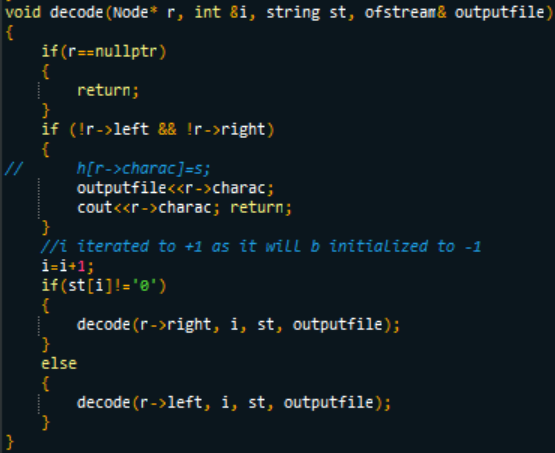 void decode(Node* r, int &i, string st, ofstream& outputfile)
{
    if(r==nullptr)
    {
        return;
    }
    if (!r->left && !r->right)
    {
//      h[r->charac]=s;
        outputfile<<r->charac;
        cout<<r->charac; return;
    }
    //i iterated to +1 as it will b initialized to -1
    i=i+1;
    if(st[i]!='0')
    {
        decode(r->right, i, st, outputfile);
    }
    else
    {
        decode(r->left, i, st, outputfile);
    }
}